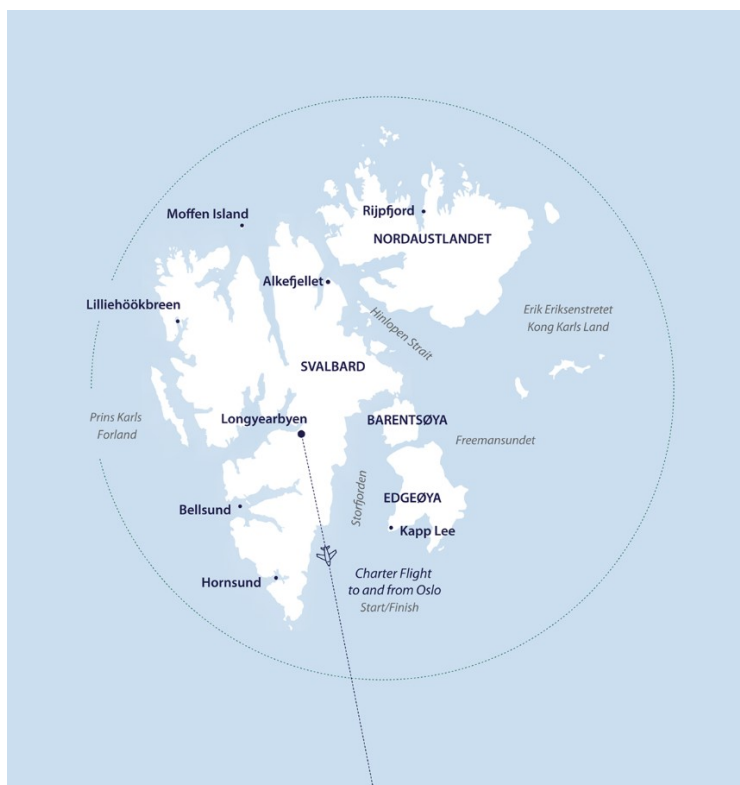 Moffen Island
Rijpfjord
NORDAUSTLANDET
Alkefjellet
Lilliehöökbreen
Hinlopen Strait
Erik Eriksenstretet
Kong Karls Land
SVALBARD
Prins Karls
Forland
Longyearbyen
BARENTSØYA
Freemansundet
Storfjorden
EDGEØYA
Bellsund
Kapp Lee
Hornsund
Charter Flight
to and from Oslo
Start/Finish